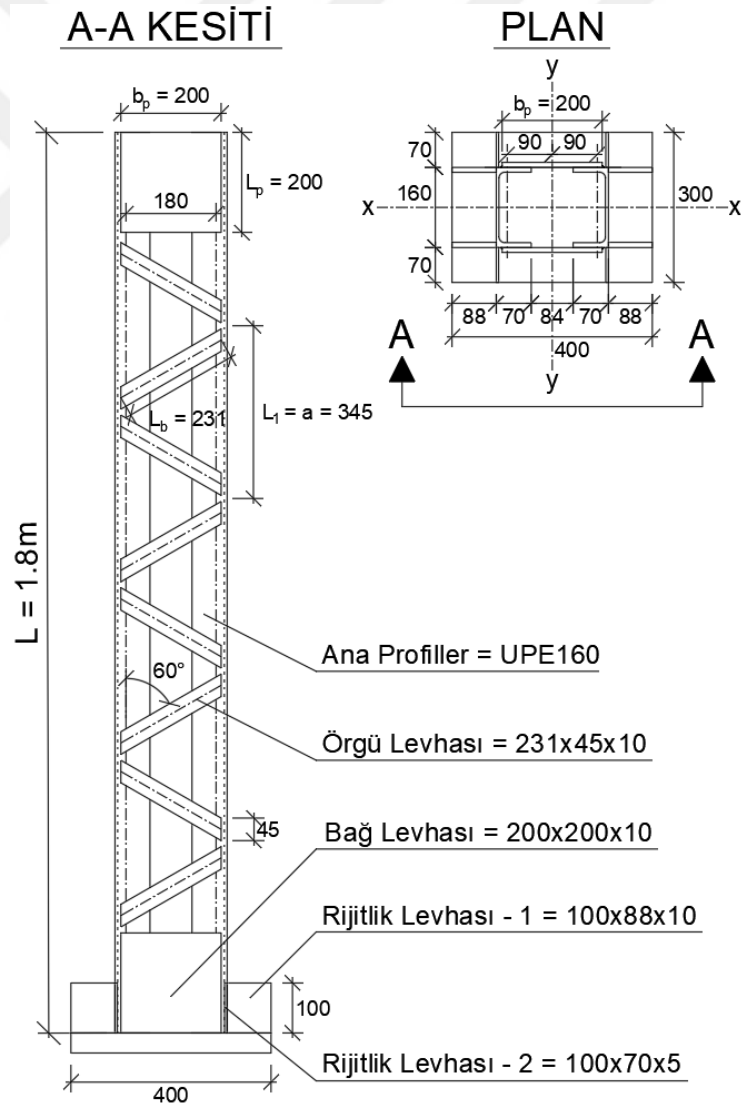 A-A KESİTİ
b_p = 200
L_p = 200
180
L_b = 231
L_1 = a = 345
L = 1.8m
60°
45
100
400
Ana Profiller = UPE160
Örgü Levhası = 231x45x10
Bağ Levhası = 200x200x10
Rijitlik Levhası - 1 = 100x88x10
Rijitlik Levhası - 2 = 100x70x5
PLAN
y
b_p = 200
90 90
70
160
70
x
x
300
88 70 84 70 88
400
y
A A